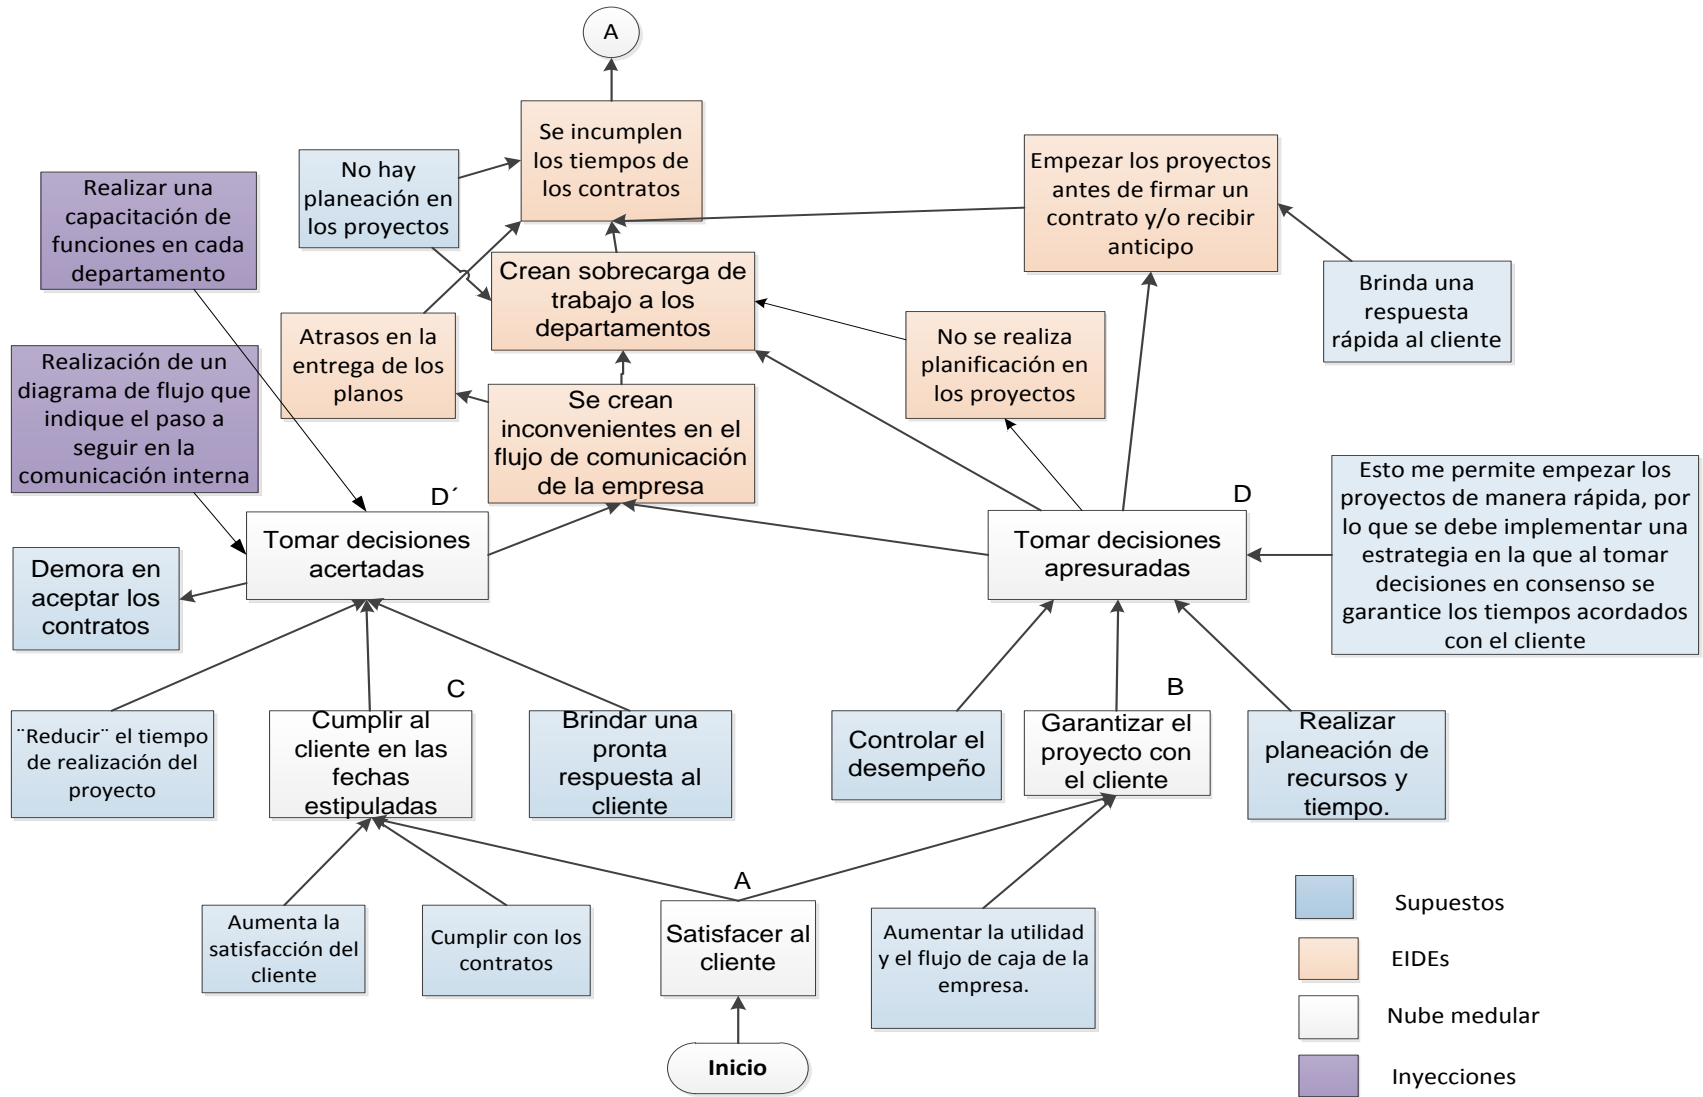 A
Se incumplen
los tiempos de
los contratos
No hay
planeación en
los proyectos
Empezar los proyectos
antes de firmar un
contrato y/o recibir
anticipo
Realizar una
capacitación de
funciones en cada
departamento
Crean sobrecarga de
trabajo a los
departamentos
Brinda una
respuesta
rápida al cliente
Atrasos en la
entrega de los
planos
No se realiza
planificación en
los proyectos
Realización de un
diagrama de flujo que
indique el paso a
seguir en la
comunicación interna
Se crean
inconvenientes en el
flujo de comunicación
de la empresa
Esto me permite empezar los
proyectos de manera rápida, por
lo que se debe implementar una
estrategia en la que al tomar
decisiones en consenso se
garantice los tiempos acordados
con el cliente
D´
D
Tomar decisiones
acertadas
Tomar decisiones
apresuradas
Demora en
aceptar los
contratos
C
B
¨Reducir¨ el tiempo
de realización del
proyecto
Cumplir al
cliente en las
fechas
estipuladas
Brindar una
pronta
respuesta al
cliente
Controlar el
desempeño
Garantizar el
proyecto con
el cliente
Realizar
planeación de
recursos y
tiempo.
A
Aumenta la
satisfacción del
cliente
Cumplir con los
contratos
Satisfacer al
cliente
Aumentar la utilidad
y el flujo de caja de la
empresa.
Inicio
Supuestos
EIDEs
Nube medular
Inyecciones